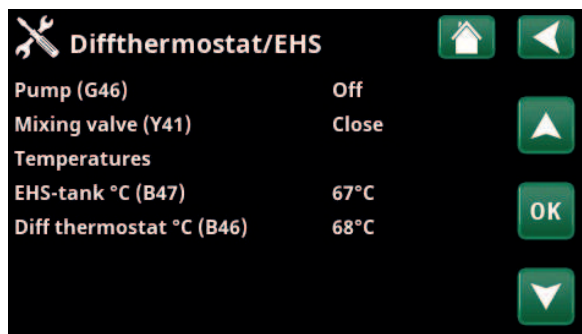 Diffthermostat/EHS
Pump (G46) Off
Mixing valve (Y41) Close
Temperatures
EHS-tank °C (B47) 67°C
Diff thermostat °C (B46) 68°C
OK